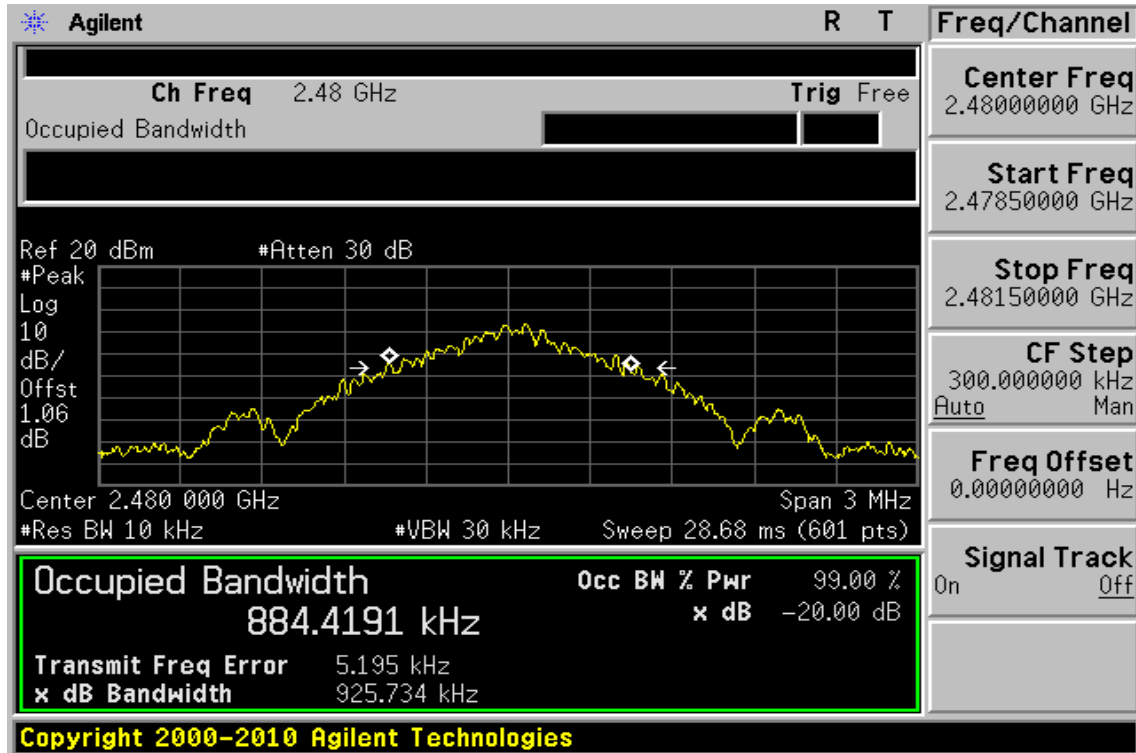 Agilent R T Freq/Channel
Ch Freq 2.48 GHz Trig Free
Occupied Bandwidth
Center Freq
2.48000000 GHz
Start Freq
2.47850000 GHz
Stop Freq
2.48150000 GHz
CF Step
300.000000 kHz
Auto Man
Freq Offset
0.00000000 Hz
Signal Track
On Off
Ref 20 dBm #Atten 30 dB
#Peak
Log
10
dB/
Offst
1.06
dB
Center 2.480 000 GHz Span 3 MHz
#Res BW 10 kHz #VBW 30 kHz Sweep 28.68 ms (601 pts)
Occupied Bandwidth Occ BW % Pwr 99.00 %
884.4191 kHz x dB -20.00 dB
Transmit Freq Error 5.195 kHz
x dB Bandwidth 925.734 kHz
Copyright 2000-2010 Agilent Technologies